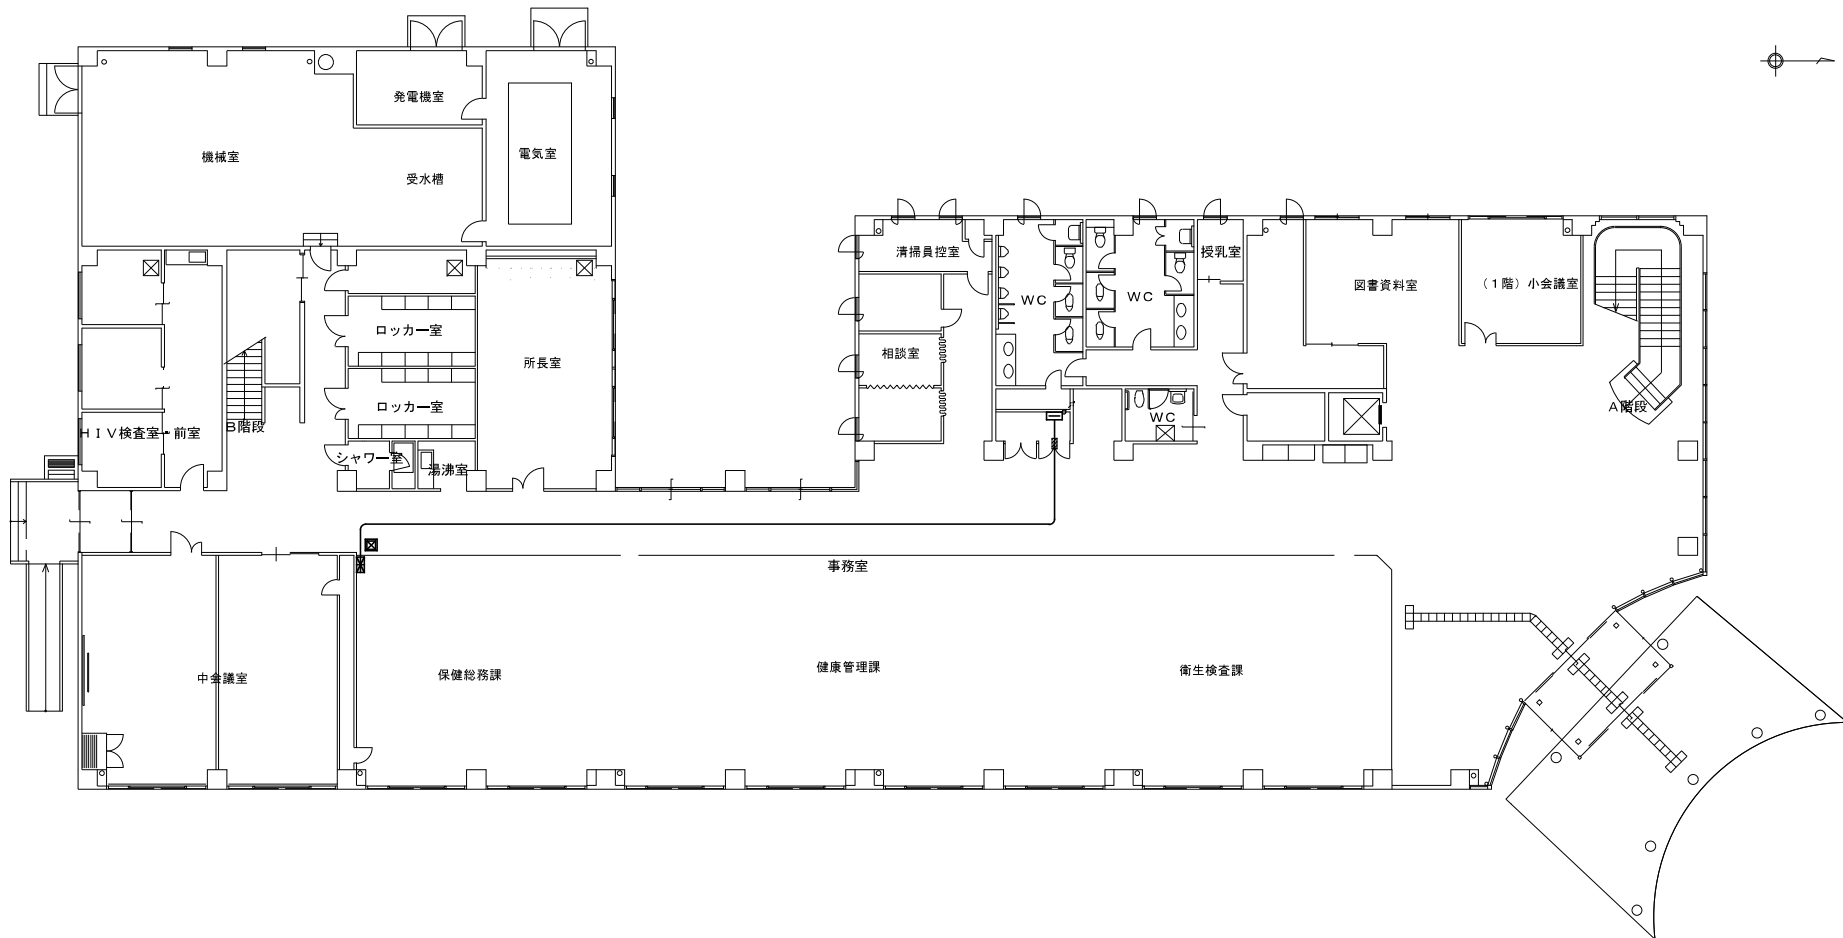 発電機室
電気室
機械室
受水槽
清掃員控室
授乳室
図書資料室
(1階)小会議室
WC
WC
ロッカー室
所長室
相談室
ロッカー室
A階段
WC
HIV検査室
前室
B階段
シャワー室
湯沸室
事務室
中会議室
保健総務課
健康管理課
衛生検査課